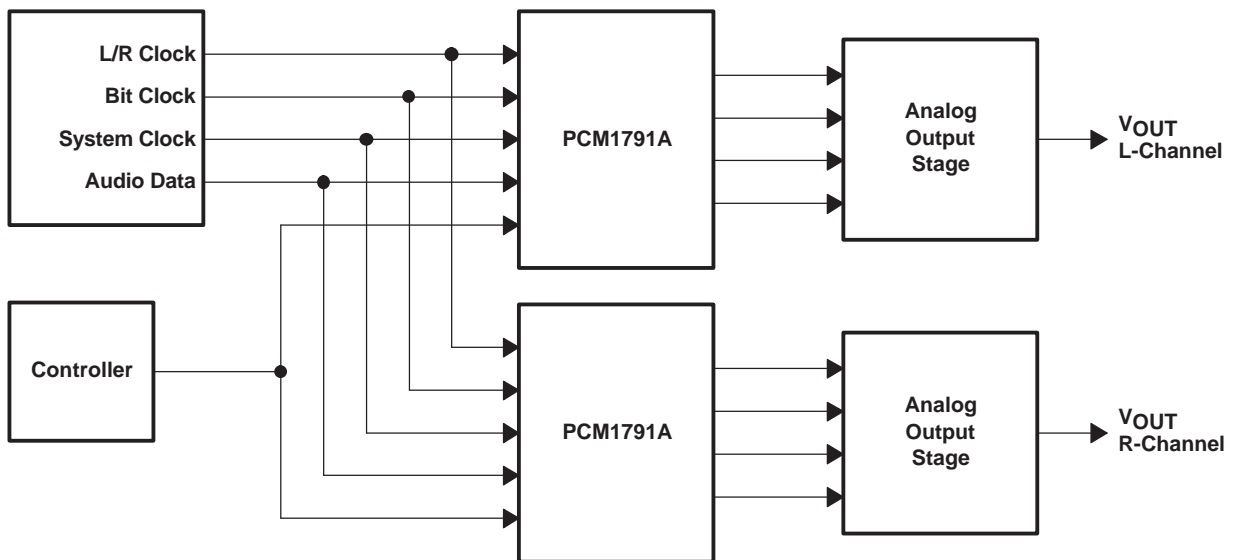 L/R Clock
Bit Clock
System Clock
Audio Data
PCM1791A
Analog
Output
Stage
VOUT
L-Channel
Controller
PCM1791A
Analog
Output
Stage
VOUT
R-Channel